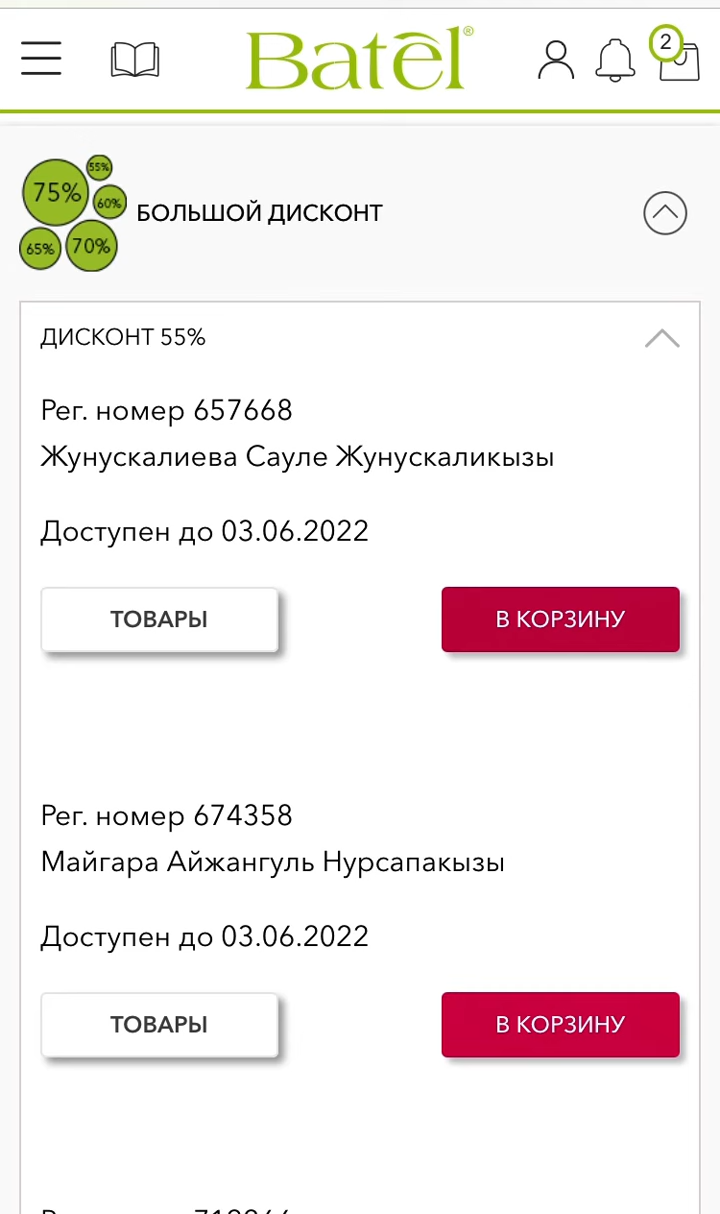 Batel®
2
75%
55%
60%
65%
70%
БОЛЬШОЙ ДИСКОНТ
ДИСКОНТ 55%
Рег. номер 657668
Жунускалиева Сауле Жунускаликызы
Доступен до 03.06.2022
ТОВАРЫ
В КОРЗИНУ
Рег. номер 674358
Майгара Айжангуль Нурсапакызы
Доступен до 03.06.2022
ТОВАРЫ
В КОРЗИНУ